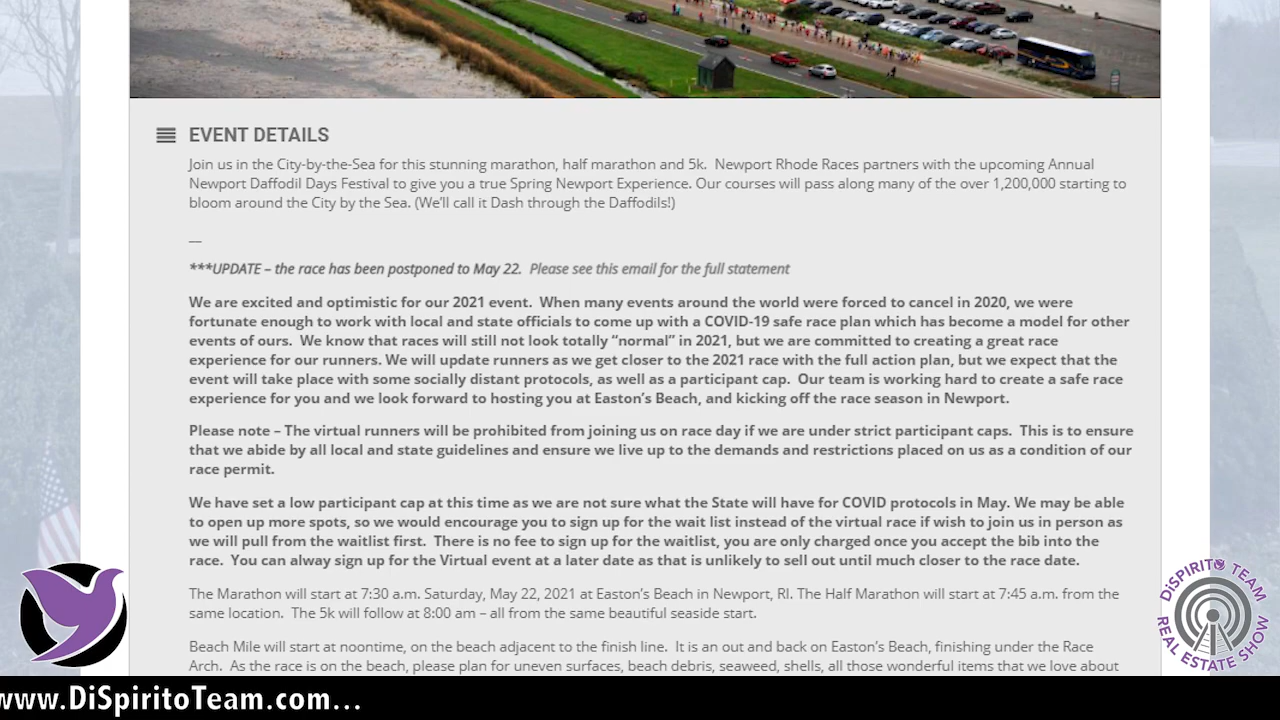 EVENT DETAILS
Join us in the City-by-the-Sea for this stunning marathon, half marathon and 5k.  Newport Rhode Races partners with the upcoming Annual
Newport Daffodil Days Festival to give you a true Spring Newport Experience. Our courses will pass along many of the over 1,200,000 starting to
bloom around the City by the Sea. (We'll call it Dash through the Daffodils!)
—
***UPDATE – the race has been postponed to May 22.  Please see this email for the full statement
We are excited and optimistic for our 2021 event.  When many events around the world were forced to cancel in 2020, we were
fortunate enough to work with local and state officials to come up with a COVID-19 safe race plan which has become a model for other
events of ours.  We know that races will still not look totally “normal” in 2021, but we are committed to creating a great race
experience for our runners. We will update runners as we get closer to the 2021 race with the full action plan, but we expect that the
event will take place with some socially distant protocols, as well as a participant cap.  Our team is working hard to create a safe race
experience for you and we look forward to hosting you at Easton’s Beach, and kicking off the race season in Newport.
Please note – The virtual runners will be prohibited from joining us on race day if we are under strict participant caps.  This is to ensure
that we abide by all local and state guidelines and ensure we live up to the demands and restrictions placed on us as a condition of our
race permit.
We have set a low participant cap at this time as we are not sure what the State will have for COVID protocols in May. We may be able
to open up more spots, so we would encourage you to sign up for the wait list instead of the virtual race if wish to join us in person as
we will pull from the waitlist first.  There is no fee to sign up for the waitlist, you are only charged once you accept the bib into the
race.  You can alway sign up for the Virtual event at a later date as that is unlikely to sell out until much closer to the race date.
The Marathon will start at 7:30 a.m. Saturday, May 22, 2021 at Easton’s Beach in Newport, RI. The Half Marathon will start at 7:45 a.m. from the
same location.  The 5k will follow at 8:00 am – all from the same beautiful seaside start.
Beach Mile will start at noontime, on the beach adjacent to the finish line.  It is an out and back on Easton’s Beach, finishing under the Race
Arch.  As the race is on the beach, please plan for uneven surfaces, beach debris, seaweed, shells, all those wonderful items that we love about
DiSPIRITO TEAM
REAL ESTATE SHOW
www.DiSpiritoTeam.com...